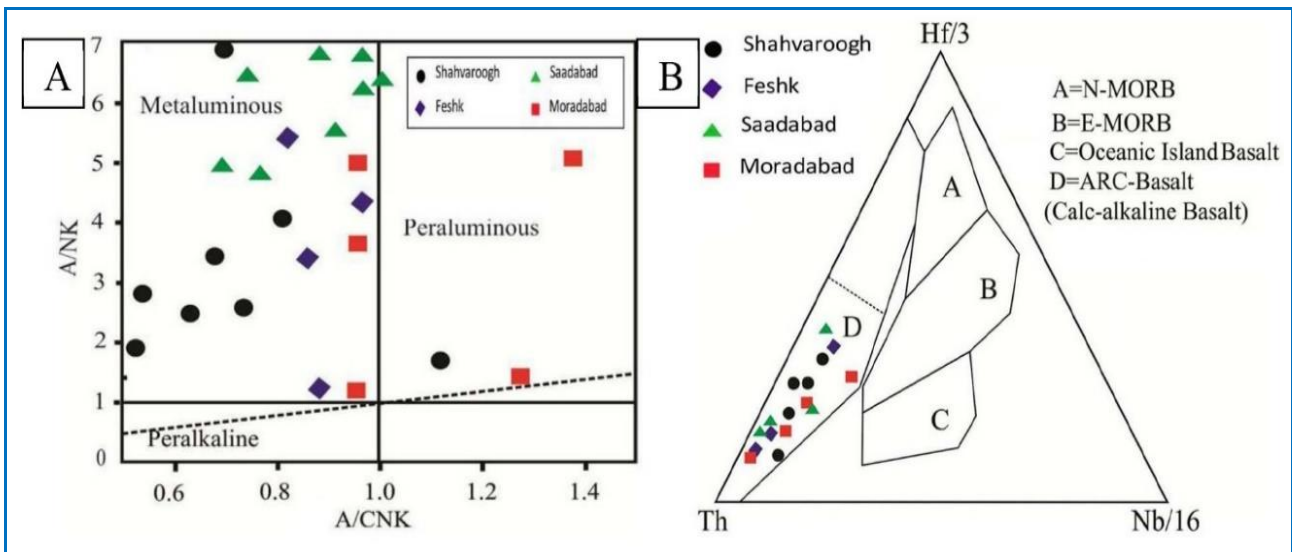 A
7
6
5
4
3
2
1
0
A/NK
Metaluminous
Peraluminous
Peralkaline
Shahvaroogh
Saadabad
Feshk
Moradabad
0.6
0.8
1.0
1.2
1.4
A/CNK
B
Shahvaroogh
Feshk
Saadabad
Moradabad
Hf/3
A=N-MORB
B=E-MORB
C=Oceanic Island Basalt
D=ARC-Basalt
(Calc-alkaline Basalt)
A
B
D
C
Th
Nb/16